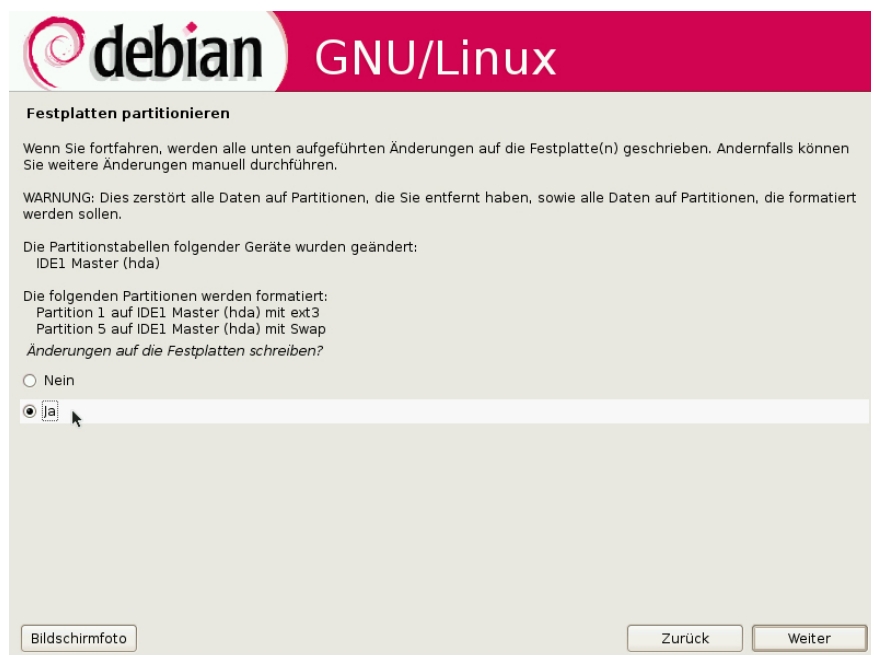 debian GNU/Linux
Festplatten partitionieren
Wenn Sie fortfahren, werden alle unten aufgeführten Änderungen auf die Festplatte(n) geschrieben. Andernfalls können
Sie weitere Änderungen manuell durchführen.
WARNUNG: Dies zerstört alle Daten auf Partitionen, die Sie entfernt haben, sowie alle Daten auf Partitionen, die formatiert
werden sollen.
Die Partitionstabellen folgender Geräte wurden geändert:
IDE1 Master (hda)
Die folgenden Partitionen werden formatiert:
Partition 1 auf IDE1 Master (hda) mit ext3
Partition 5 auf IDE1 Master (hda) mit Swap
Änderungen auf die Festplatten schreiben?
Nein
Ja
Bildschirmfoto Zurück Weiter